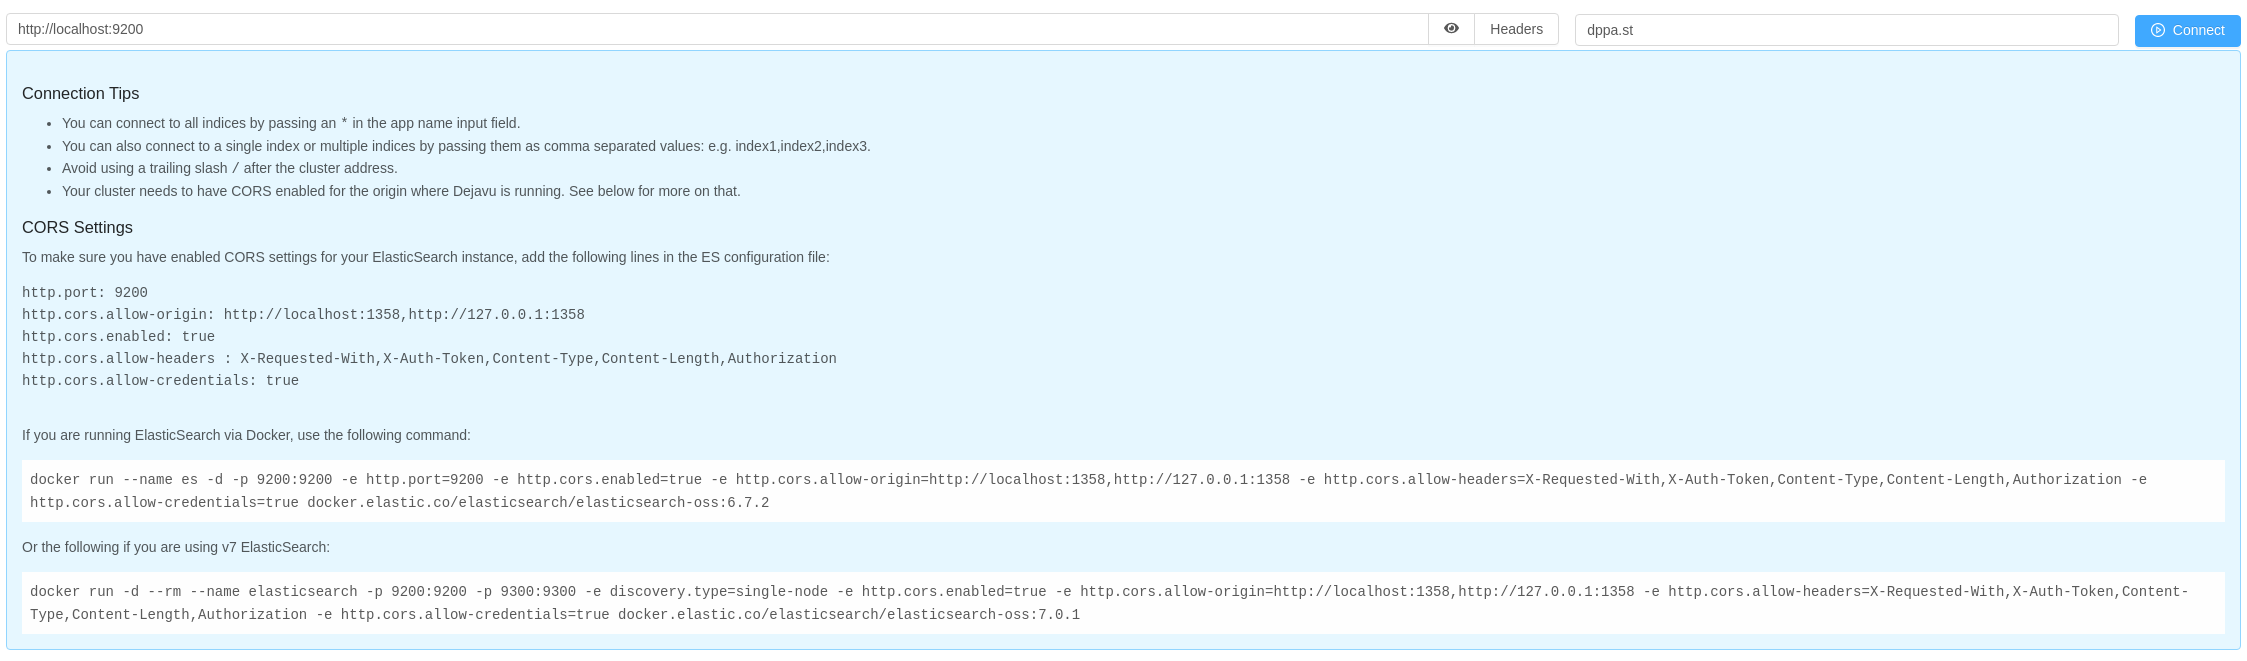 http://localhost:9200 Headers dppa.st Connect
Connection Tips
• You can connect to all indices by passing an * in the app name input field.
• You can also connect to a single index or multiple indices by passing them as comma separated values: e.g. index1,index2,index3.
• Avoid using a trailing slash / after the cluster address.
• Your cluster needs to have CORS enabled for the origin where Dejavu is running. See below for more on that.
CORS Settings
To make sure you have enabled CORS settings for your ElasticSearch instance, add the following lines in the ES configuration file:
http.port: 9200
http.cors.allow-origin: http://localhost:1358,http://127.0.0.1:1358
http.cors.enabled: true
http.cors.allow-headers : X-Requested-With,X-Auth-Token,Content-Type,Content-Length,Authorization
http.cors.allow-credentials: true
If you are running ElasticSearch via Docker, use the following command:
docker run --name es -d -p 9200:9200 -e http.port=9200 -e http.cors.enabled=true -e http.cors.allow-origin=http://localhost:1358,http://127.0.0.1:1358 -e http.cors.allow-headers=X-Requested-With,X-Auth-Token,Content-Type,Content-Length,Authorization -e
http.cors.allow-credentials=true docker.elastic.co/elasticsearch/elasticsearch-oss:6.7.2
Or the following if you are using v7 ElasticSearch:
docker run -d --rm --name elasticsearch -p 9200:9200 -p 9300:9300 -e discovery.type=single-node -e http.cors.enabled=true -e http.cors.allow-origin=http://localhost:1358,http://127.0.0.1:1358 -e http.cors.allow-headers=X-Requested-With,X-Auth-Token,Content-
Type,Content-Length,Authorization -e http.cors.allow-credentials=true docker.elastic.co/elasticsearch/elasticsearch-oss:7.0.1